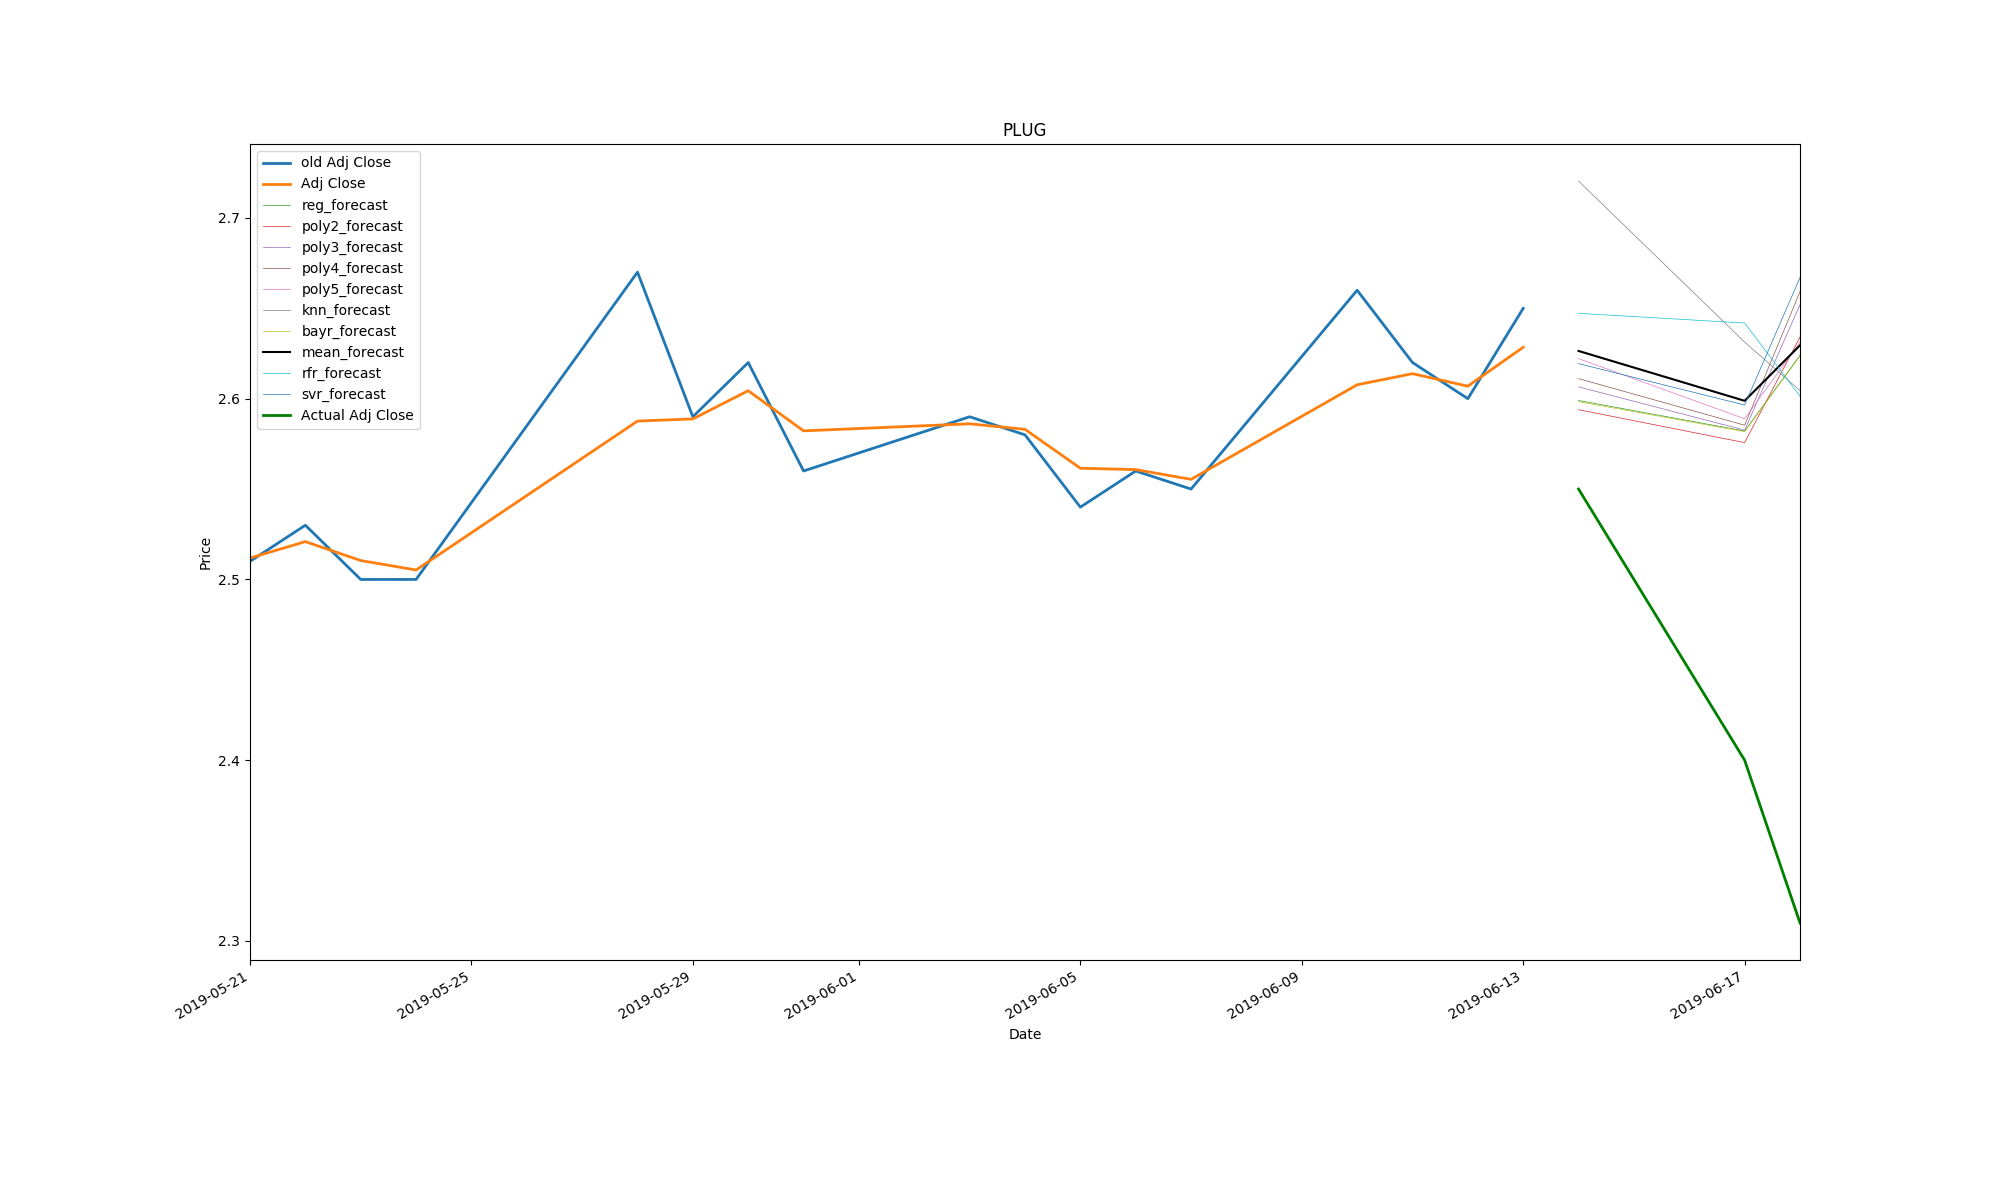 PLUG
old Adj Close
Adj Close
reg_forecast
poly2_forecast
poly3_forecast
poly4_forecast
poly5_forecast
knn_forecast
bayr_forecast
mean_forecast
rfr_forecast
svr_forecast
Actual Adj Close
2.7
2.6
2.5
2.4
2.3
Price
2019-05-21
2019-05-25
2019-05-29
2019-06-01
2019-06-05
2019-06-09
2019-06-13
2019-06-17
Date